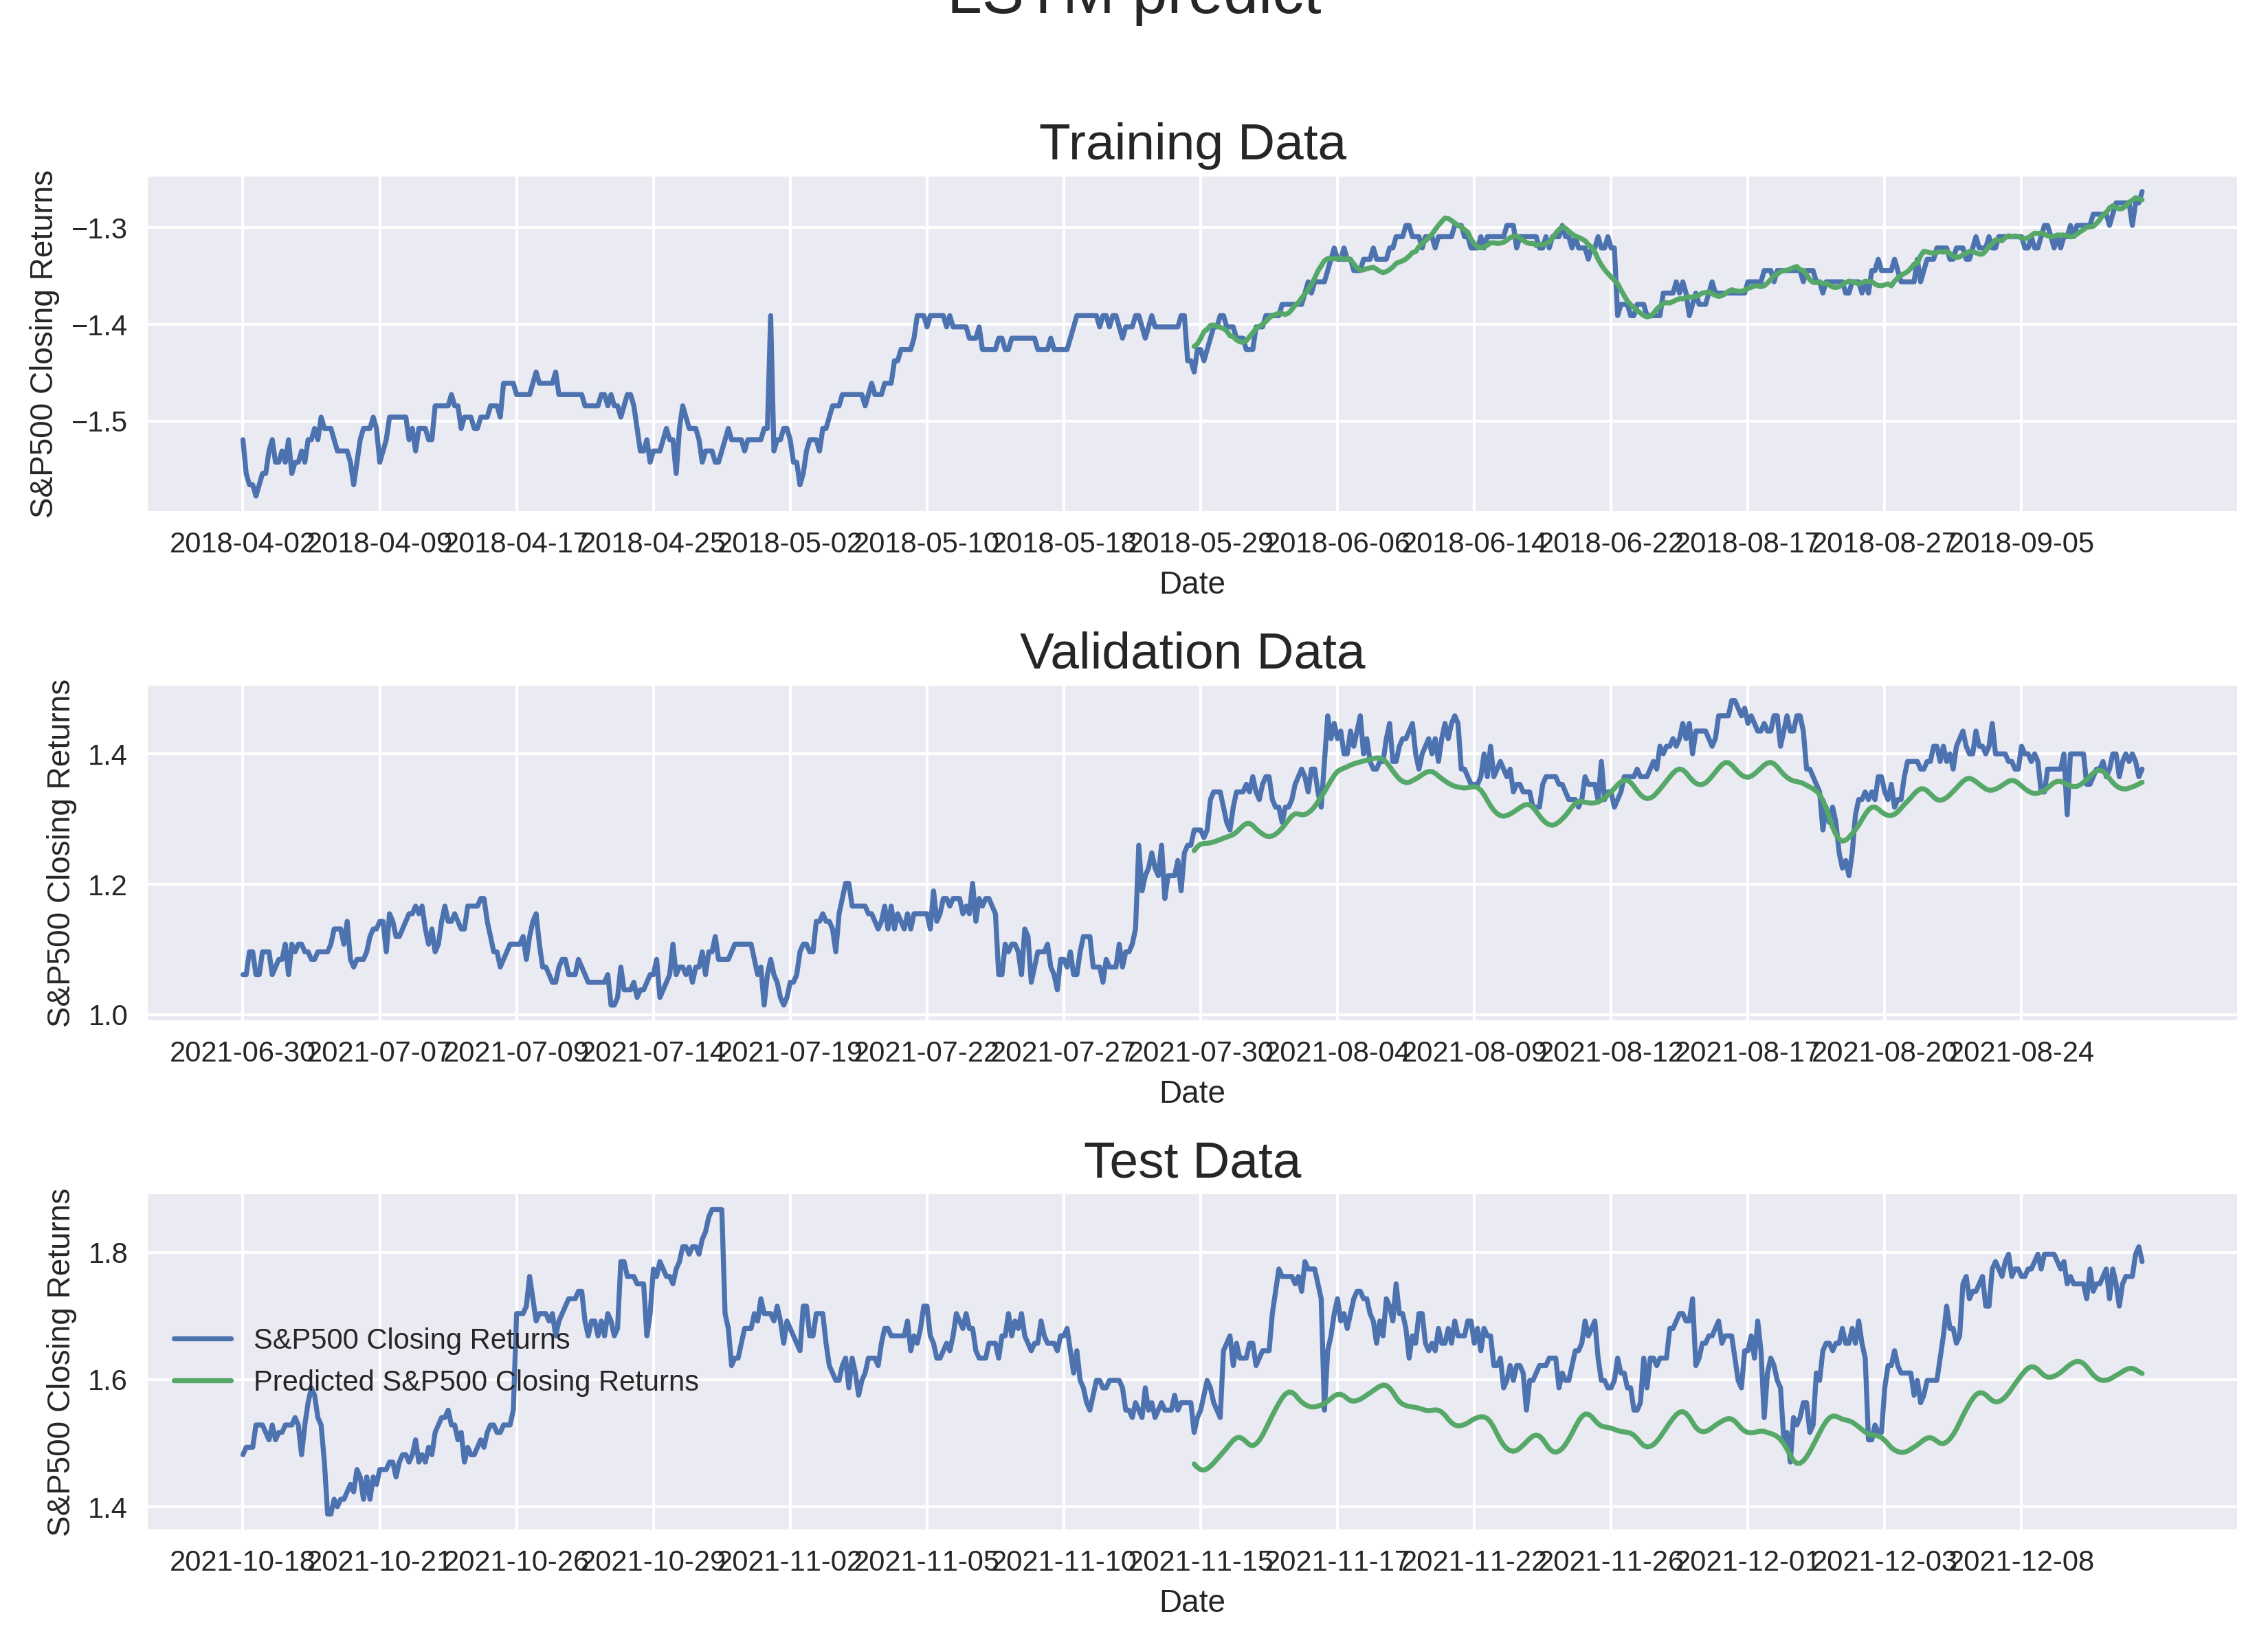 LSTM predict
Training Data
S&P500 Closing Returns
−1.3
−1.4
−1.5
2018-04-02 2018-04-09 2018-04-17 2018-04-25 2018-05-02 2018-05-10 2018-05-18 2018-05-29 2018-06-06 2018-06-14 2018-06-22 2018-08-17 2018-08-27 2018-09-05
Date
Validation Data
S&P500 Closing Returns
1.4
1.2
1.0
2021-06-30 2021-07-07 2021-07-09 2021-07-14 2021-07-19 2021-07-22 2021-07-27 2021-07-30 2021-08-04 2021-08-09 2021-08-12 2021-08-17 2021-08-20 2021-08-24
Date
Test Data
S&P500 Closing Returns
1.8
1.6
1.4
S&P500 Closing Returns
Predicted S&P500 Closing Returns
2021-10-18 2021-10-21 2021-10-26 2021-10-29 2021-11-02 2021-11-05 2021-11-10 2021-11-15 2021-11-17 2021-11-22 2021-11-26 2021-12-01 2021-12-03 2021-12-08
Date